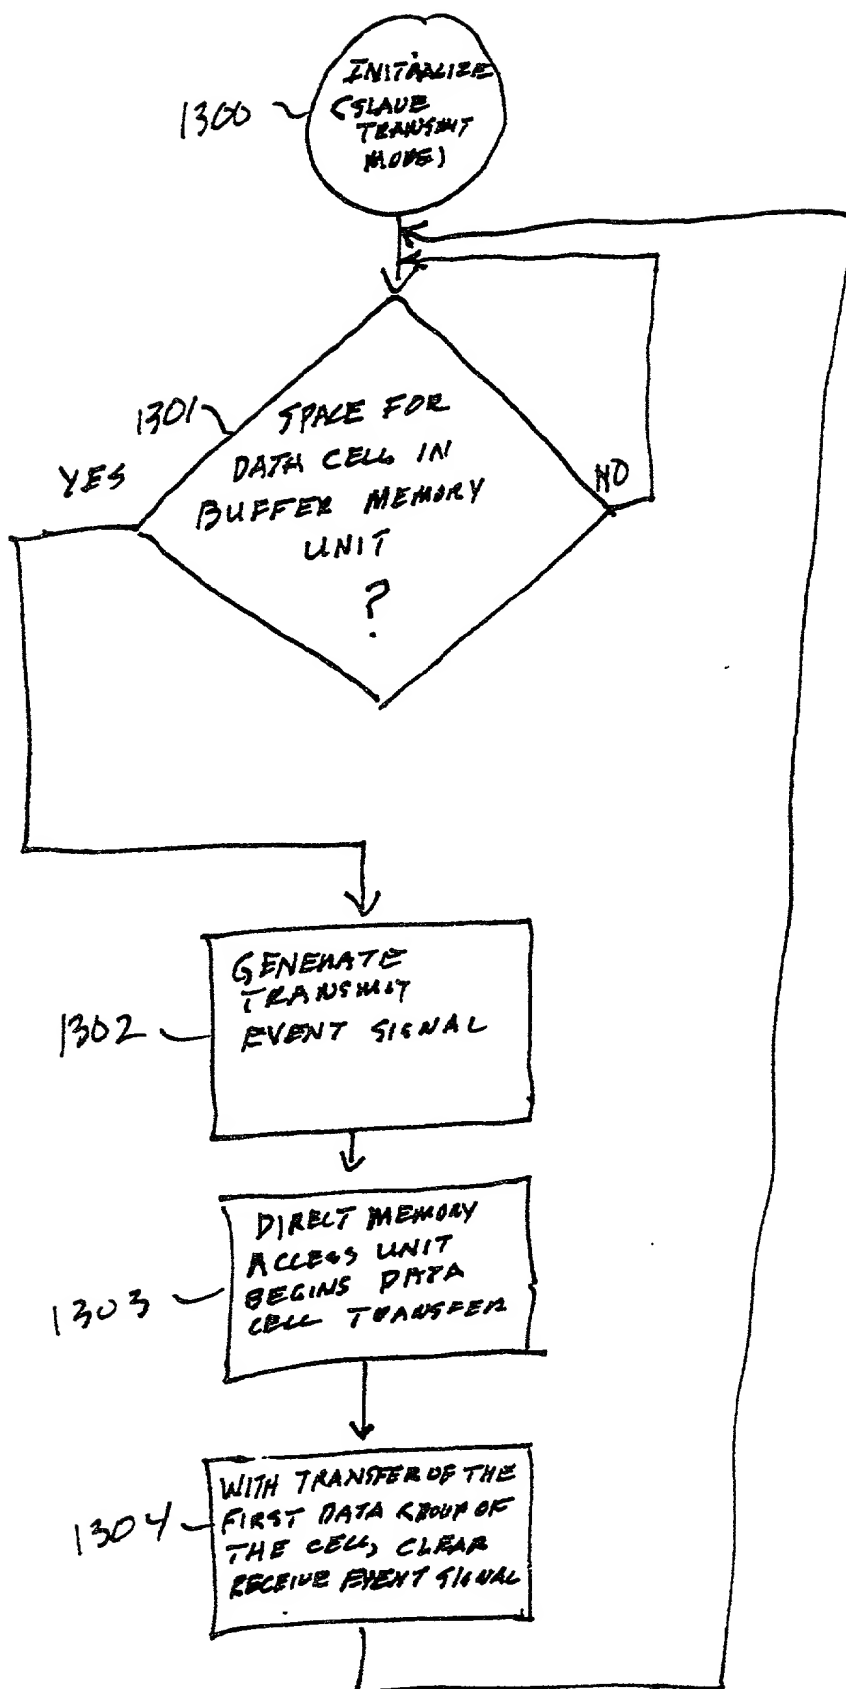 1300
INITIALIZE
(SLAVE
TRANSMIT
MODE)
1301
SPACE FOR
DATA CELL IN
BUFFER MEMORY
UNIT
?
YES
NO
1302
GENERATE
TRANSMIT
EVENT SIGNAL
1303
DIRECT MEMORY
ACCESS UNIT
BEGINS DATA
CELL TRANSFER
1304
WITH TRANSFER OF THE
FIRST DATA GROUP OF
THE CELL, CLEAR
RECEIVE EVENT SIGNAL